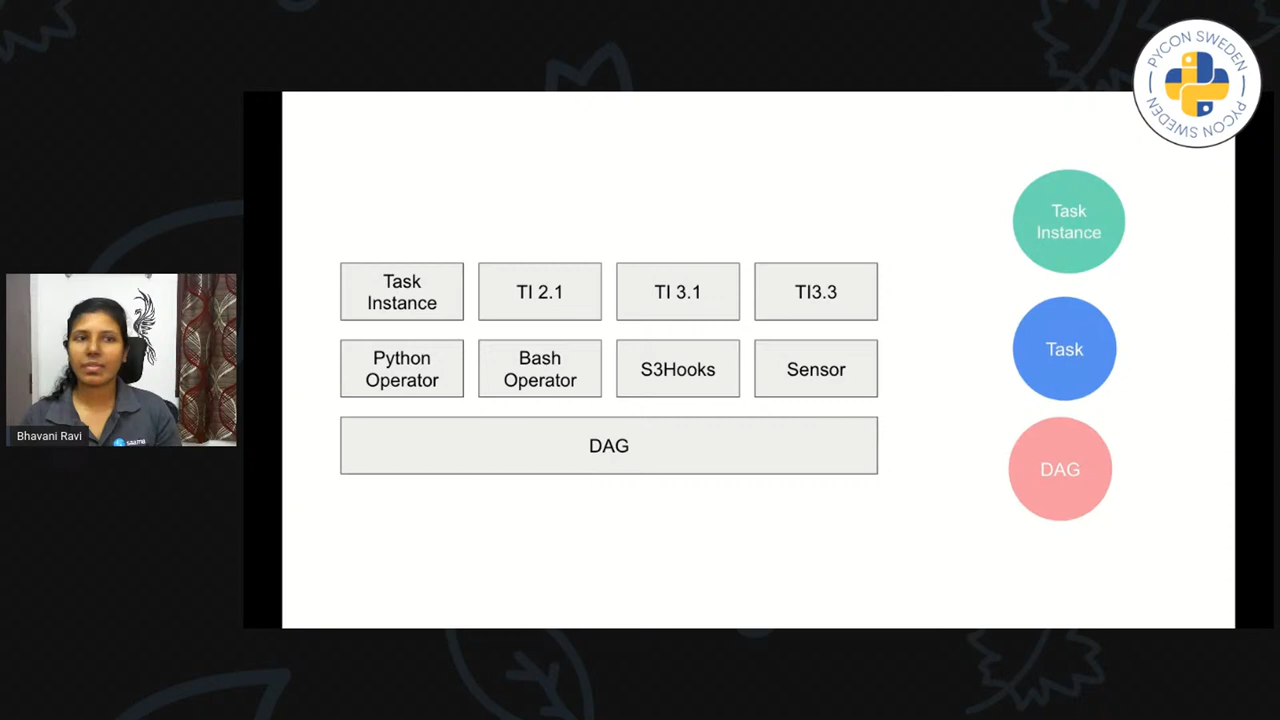 PYCON SWEDEN
PYCON SWEDEN
Task
Instance
Task
Instance
TI 2.1
TI 3.1
TI3.3
Python
Operator
Bash
Operator
S3Hooks
Sensor
Task
DAG
DAG
Bhavani Ravi
saama